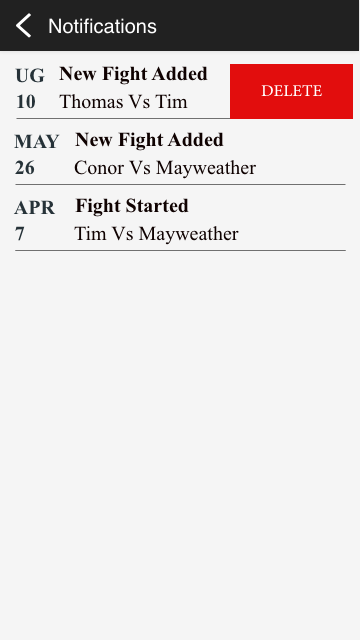 Notifications
UG New Fight Added
10 Thomas Vs Tim
DELETE
MAY New Fight Added
26 Conor Vs Mayweather
APR Fight Started
7 Tim Vs Mayweather